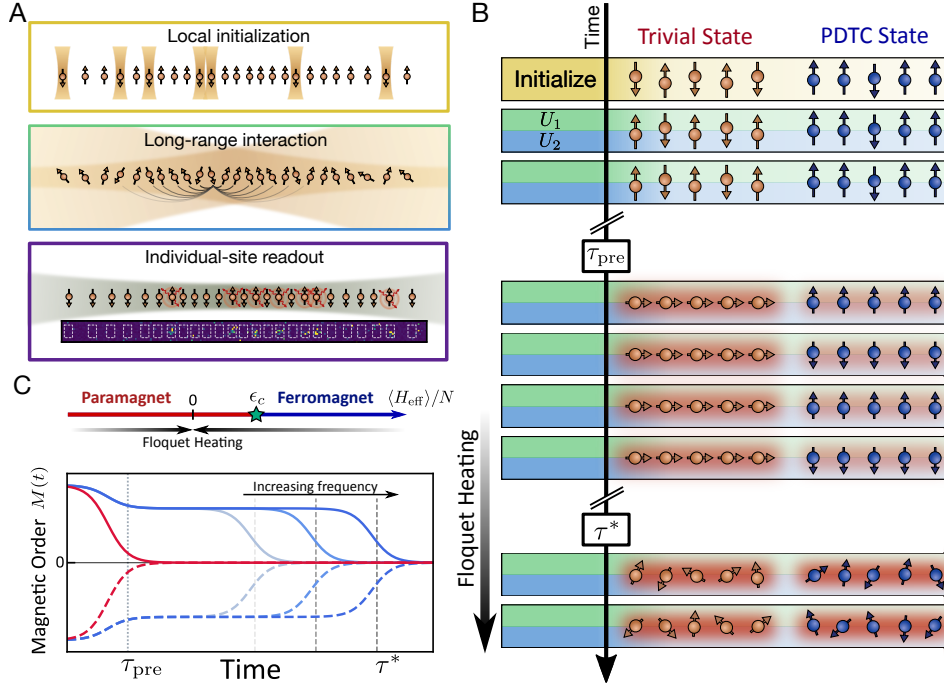 A
Local initialization
Long-range interaction
Individual-site readout
B
Time
Trivial State
PDTC State
Initialize
U₁
U₂
τpre
Floquet Heating
τ*
C
Paramagnet
0
ϵc
Ferromagnet
⟨Heff⟩/N
Floquet Heating
Magnetic Order M(t)
Increasing frequency
0
τpre
Time
τ*